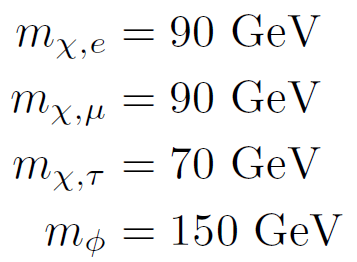 m_{χ,e} = 90 GeV
m_{χ,μ} = 90 GeV
m_{χ,τ} = 70 GeV
m_ϕ = 150 GeV